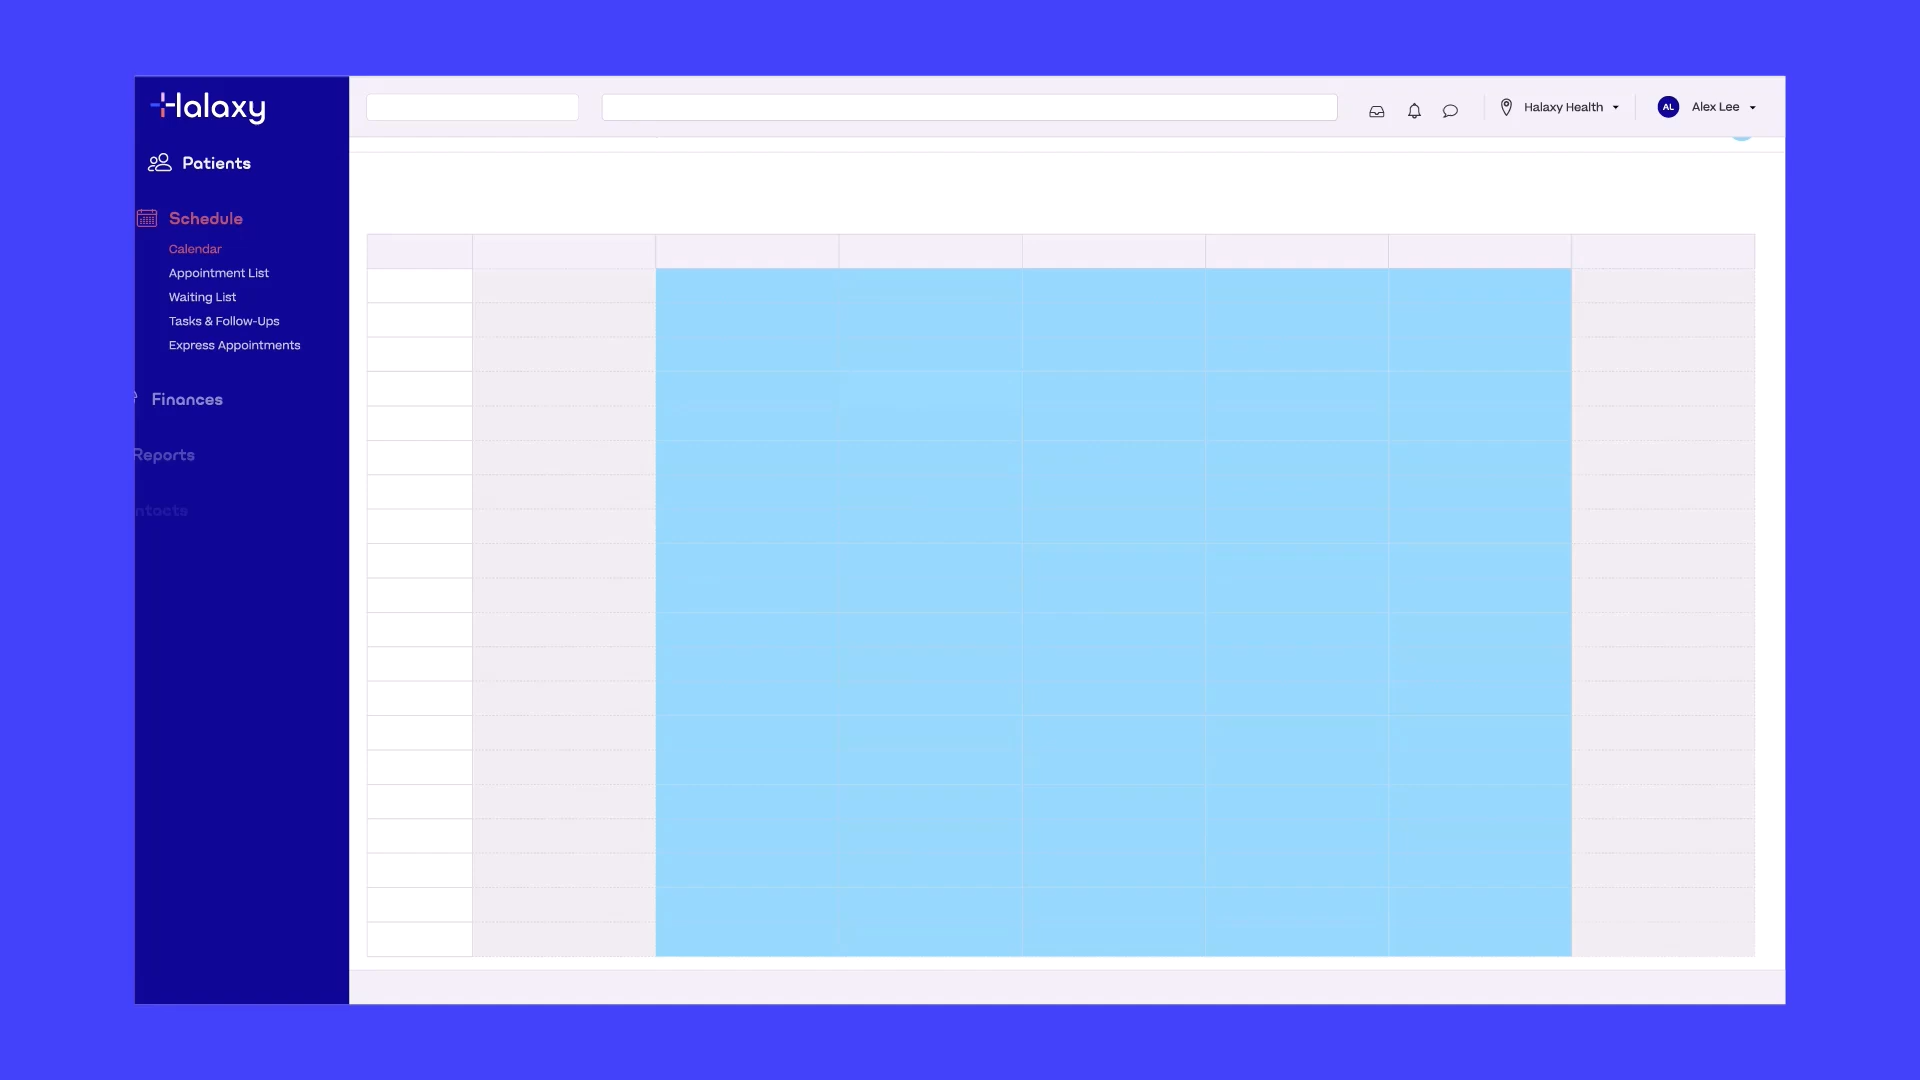 Halaxy
Patients
Schedule
Calendar
Appointment List
Waiting List
Tasks & Follow-Ups
Express Appointments
Finances
Reports
ntacts
Halaxy Health
AL
Alex Lee